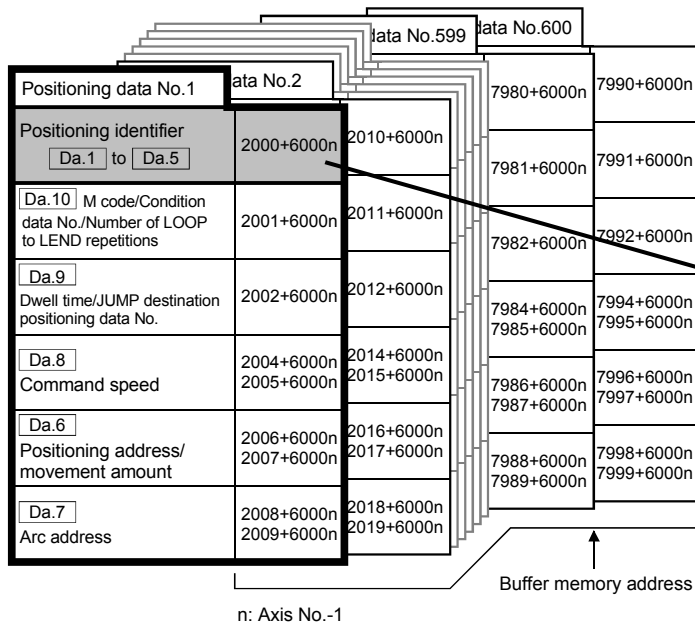 data No.600
data No.599
ata No.2
Positioning data No.1
Positioning identifier
Da.1 to Da.5
2000+6000n
2010+6000n
7980+6000n
7990+6000n
Da.10 M code/Condition
data No./Number of LOOP
to LEND repetitions
2001+6000n
2011+6000n
7981+6000n
7991+6000n
Da.9
Dwell time/JUMP destination
positioning data No.
2002+6000n
2012+6000n
7982+6000n
7992+6000n
Da.8
Command speed
2004+6000n
2005+6000n
2014+6000n
2015+6000n
7984+6000n
7985+6000n
7994+6000n
7995+6000n
Da.6
Positioning address/
movement amount
2006+6000n
2007+6000n
2016+6000n
2017+6000n
7986+6000n
7987+6000n
7996+6000n
7997+6000n
Da.7
Arc address
2008+6000n
2009+6000n
2018+6000n
2019+6000n
7988+6000n
7989+6000n
7998+6000n
7999+6000n
Buffer memory address
n: Axis No.-1